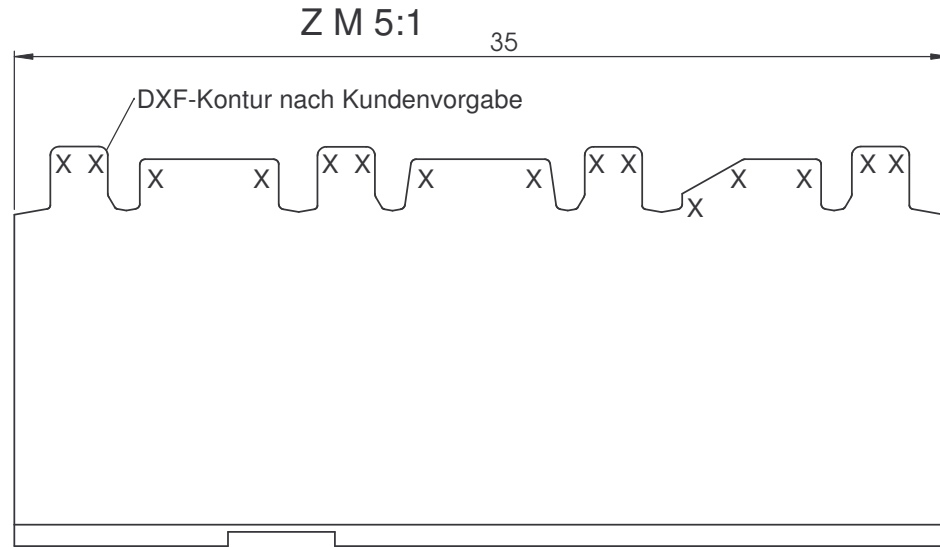 Z M 5:1
35
DXF-Kontur nach Kundenvorgabe
X X X X X X X X X X X X X X
X